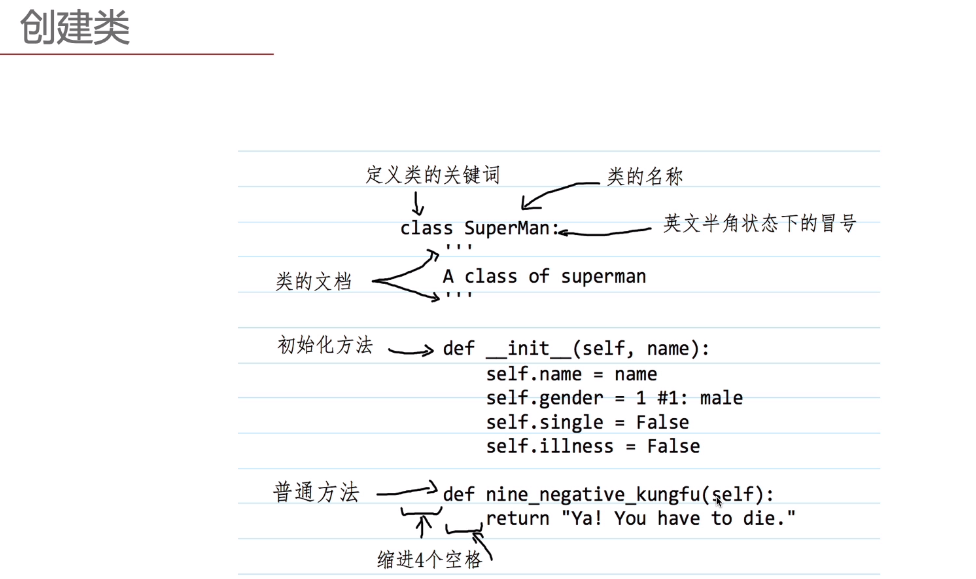 创建类
定义类的关键词
类的名称
class SuperMan:
英文半角状态下的冒号
'''
类的文档
A class of superman
'''
初始化方法
def __init__(self, name):
self.name = name
self.gender = 1 #1: male
self.single = False
self.illness = False
普通方法
def nine_negative_kungfu(self):
return "Ya! You have to die."
缩进4个空格